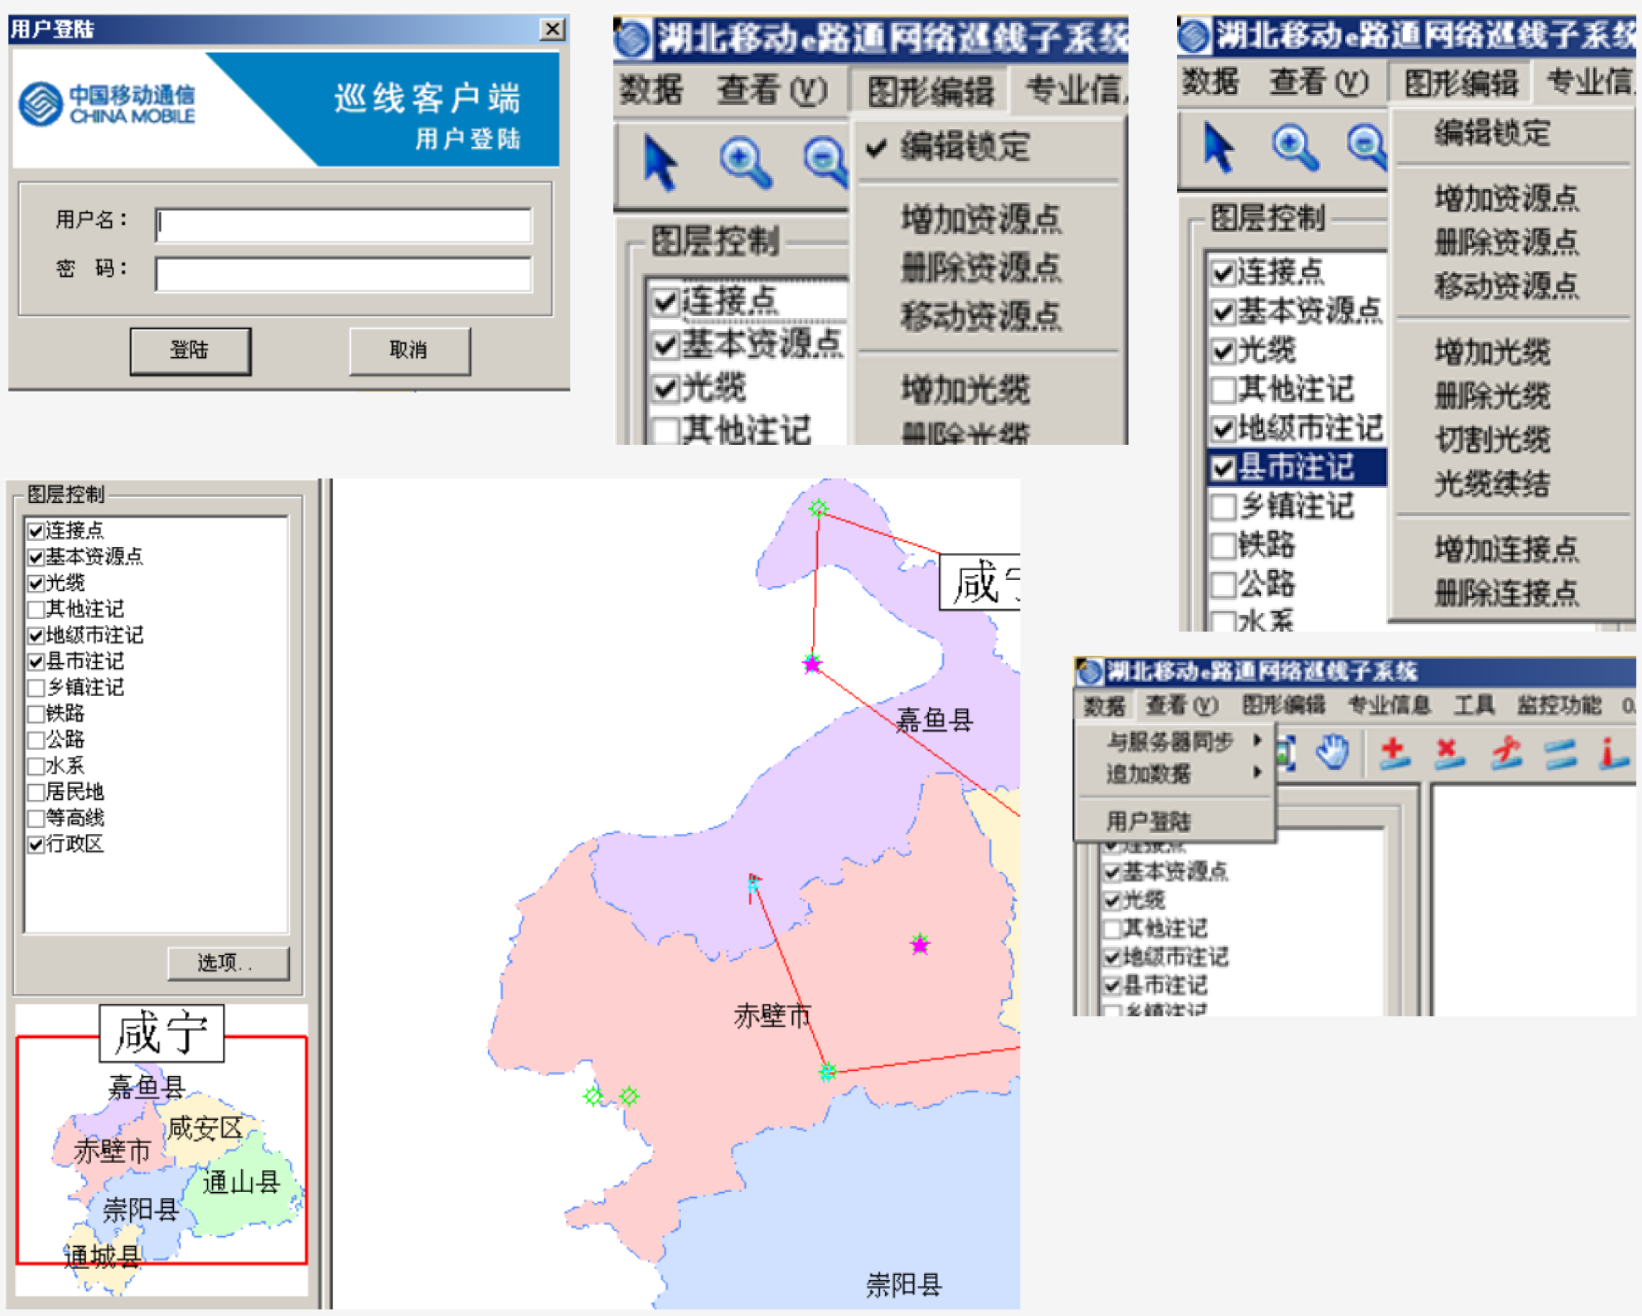 用户登陆
中国移动通信
CHINA MOBILE
巡线客户端
用户登陆
用户名：
密 码：
登陆
取消
湖北移动e路通网络巡线子系统
数据 查看(V) 图形编辑 专业信
编辑锁定
增加资源点
删除资源点
移动资源点
增加光缆
删除光缆
图层控制
连接点
基本资源点
光缆
其他注记
湖北移动e路通网络巡线子系统
数据 查看(V) 图形编辑 专业信
编辑锁定
增加资源点
删除资源点
移动资源点
增加光缆
删除光缆
切割光缆
光缆续结
增加连接点
删除连接点
图层控制
连接点
基本资源点
光缆
其他注记
地级市注记
县市注记
乡镇注记
铁路
公路
水系
图层控制
连接点
基本资源点
光缆
其他注记
地级市注记
县市注记
乡镇注记
铁路
公路
水系
居民地
等高线
行政区
选项..
咸宁
嘉鱼县
咸安区
赤壁市
通山县
崇阳县
通城县
咸宁
嘉鱼县
赤壁市
崇阳县
湖北移动e路通网络巡线子系统
数据 查看(V) 图形编辑 专业信息 工具 监控功能
与服务器同步
追加数据
用户登陆
连接点
基本资源点
光缆
其他注记
地级市注记
县市注记
乡镇注记